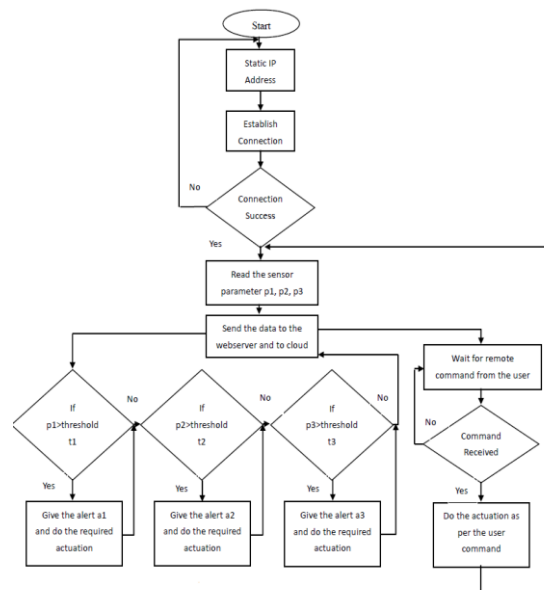 Start
Static IP
Address
Establish
Connection
Connection
Success
No
Yes
Read the sensor
parameter p1, p2, p3
Send the data to the
webserver and to cloud
Wait for remote
command from the user
If
p1>threshold
t1
No
If
p2>threshold
t2
No
If
p3>threshold
t3
No
No
Command
Received
Yes
Yes
Yes
Yes
Give the alert a1
and do the required
actuation
Give the alert a2
and do the required
actuation
Give the alert a3
and do the required
actuation
Do the actuation as
per the user
command